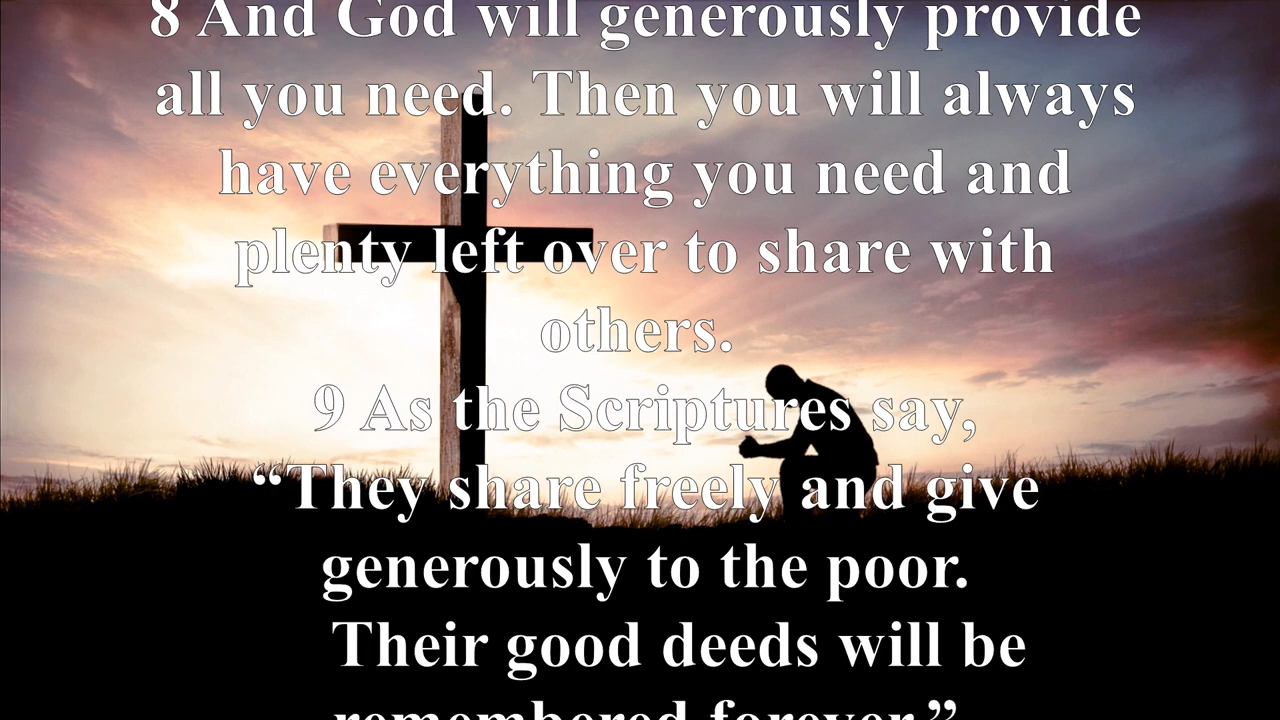 8 And God will generously provide
all you need. Then you will always
have everything you need and
plenty left over to share with
others.
9 As the Scriptures say,
“They share freely and give
generously to the poor.
Their good deeds will be
remembered forever.”